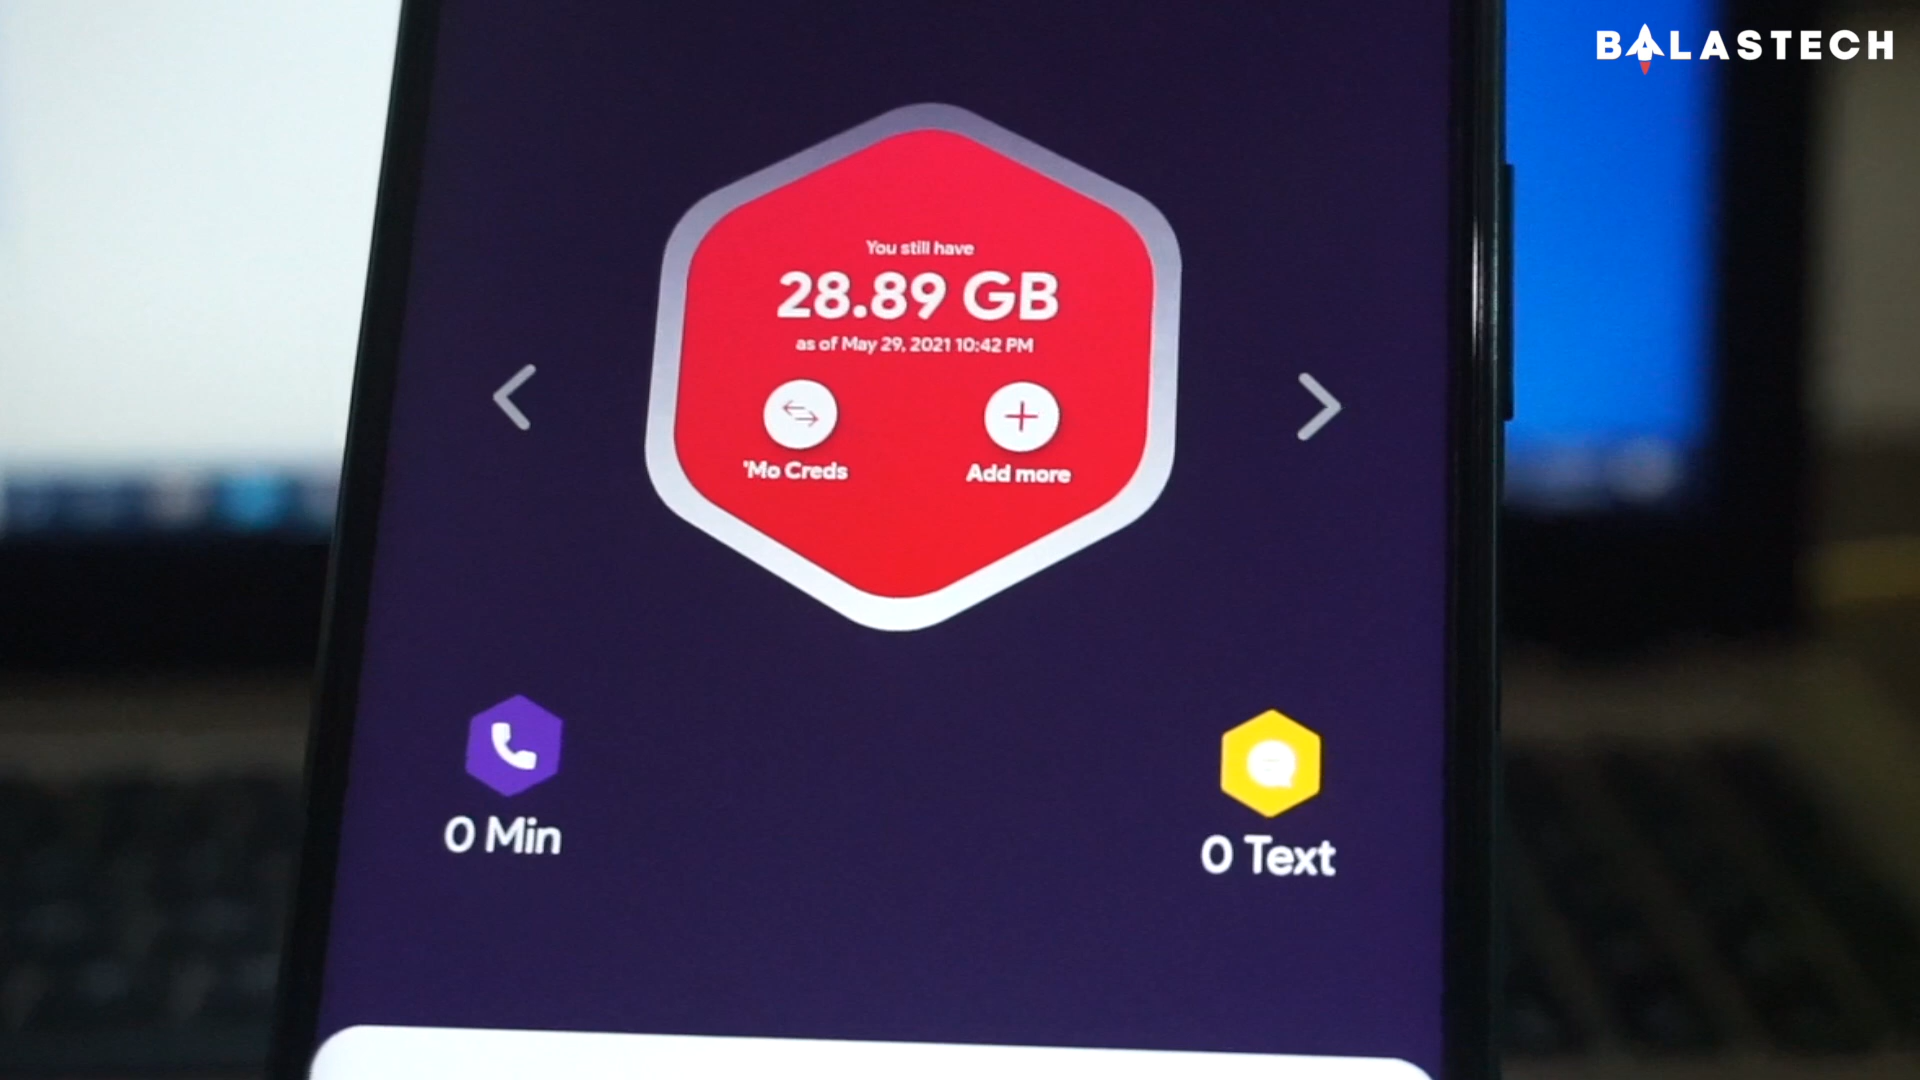 BALASTECH
You still have
28.89 GB
as of May 29, 2021 10:42 PM
'Mo Creds
Add more
0 Min
0 Text